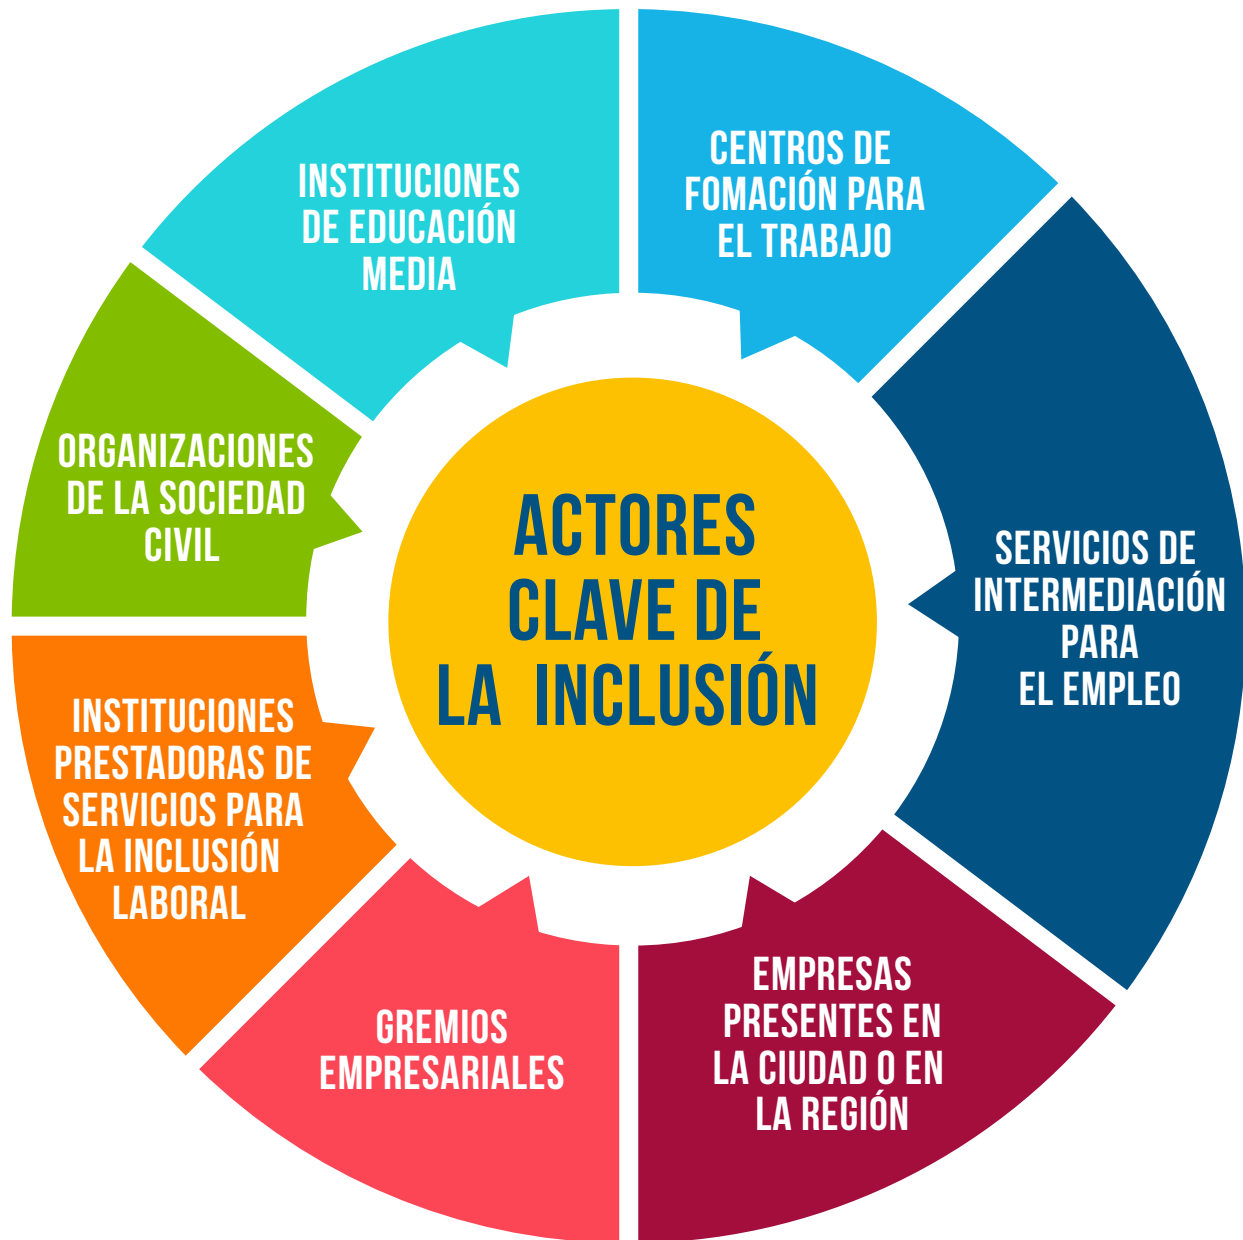 ACTORES
CLAVE DE
LA INCLUSIÓN
CENTROS DE
FOMACIÓN PARA
EL TRABAJO
SERVICIOS DE
INTERMEDIACIÓN
PARA
EL EMPLEO
EMPRESAS
PRESENTES EN
LA CIUDAD O EN
LA REGIÓN
GREMIOS
EMPRESARIALES
INSTITUCIONES
PRESTADORAS DE
SERVICIOS PARA
LA INCLUSIÓN
LABORAL
ORGANIZACIONES
DE LA SOCIEDAD
CIVIL
INSTITUCIONES
DE EDUCACIÓN
MEDIA